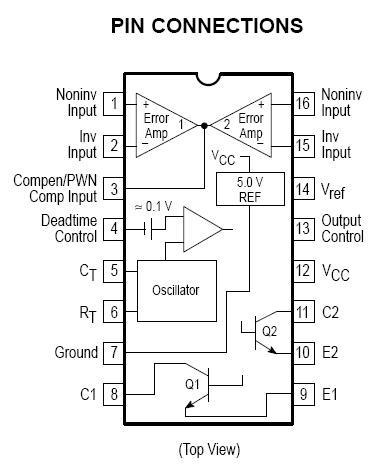 PIN CONNECTIONS
Noninv
Input
1
+
Error
Amp
1
−
2
+
Error
Amp
−
16
Noninv
Input
Inv
Input
2
15
Inv
Input
VCC
Compen/PWN
Comp Input
3
5.0 V
REF
14
Vref
≈ 0.1 V
Deadtime
Control
4
13
Output
Control
CT
5
Oscillator
12
VCC
RT
6
11
C2
Q2
Ground
7
10
E2
C1
8
Q1
9
E1
(Top View)